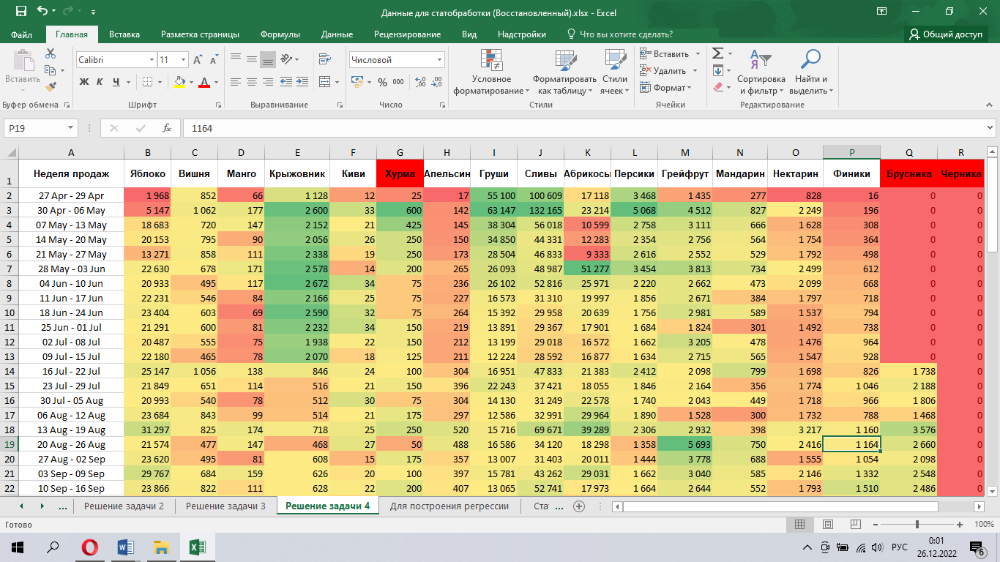 Данные для статобработки (Восстановленный).xlsx - Excel
Файл Главная Вставка Разметка страницы Формулы Данные Рецензирование Вид Надстройки Что вы хотите сделать? Общий доступ
Вставить
Calibri 11
Ж К Ч А
Числовой
% 000
Условное форматирование
Форматировать как таблицу
Стили ячеек
Вставить
Удалить
Формат
Сортировка и фильтр
Найти и выделить
Буфер обмена Шрифт Выравнивание Число Стили Ячейки Редактирование
P19 fx 1164
A B C D E F G H I J K L M N O P Q R
1 Неделя продаж Яблоко Вишня Манго Крыжовник Киви Хурма Апельсин Груши Сливы Абрикосы Персики Грейфрут Мандарин Нектарин Финики Брусника Черника
2 27 Apr - 29 Apr 1 968 852 66 1 128 12 25 17 55 100 100 609 17 118 3 468 1 435 277 828 16 0 0
3 30 Apr - 06 May 5 147 1 062 177 2 600 33 600 142 63 147 132 165 23 214 5 068 4 512 827 2 249 196 0 0
4 07 May - 13 May 18 683 720 147 2 152 21 425 145 38 304 56 018 10 599 2 758 3 111 666 1 628 308 0 0
5 14 May - 20 May 20 153 795 90 2 056 26 250 150 34 850 44 331 12 283 2 354 2 756 564 1 754 364 0 0
6 21 May - 27 May 13 271 858 111 2 338 19 250 173 28 504 46 833 9 333 2 616 2 552 529 1 792 498 0 0
7 28 May - 03 Jun 22 630 678 171 2 578 14 200 265 26 093 48 987 51 277 3 454 3 813 734 2 499 612 0 0
8 04 Jun - 10 Jun 20 933 495 117 2 672 34 75 236 26 102 52 816 25 971 2 220 2 662 473 2 099 668 0 0
9 11 Jun - 17 Jun 22 231 546 84 2 166 25 75 227 16 573 31 310 19 997 1 856 2 671 384 1 797 718 0 0
10 18 Jun - 24 Jun 23 404 603 69 2 590 32 75 264 15 392 29 958 20 639 1 756 2 981 589 1 537 794 0 0
11 25 Jun - 01 Jul 21 291 600 81 2 232 34 150 219 13 891 29 367 17 901 1 684 1 824 301 1 492 738 0 0
12 02 Jul - 08 Jul 20 487 555 75 1 938 22 150 212 13 199 29 018 16 572 1 662 3 205 478 1 476 964 0 0
13 09 Jul - 15 Jul 22 180 465 78 2 070 18 125 211 12 224 28 592 16 877 1 634 2 715 565 1 547 928 0 0
14 16 Jul - 22 Jul 25 147 1 056 138 846 24 100 304 16 951 47 833 21 383 2 412 2 098 799 1 698 826 1 738 0
15 23 Jul - 29 Jul 21 849 651 114 516 21 150 396 22 243 37 421 18 055 1 846 2 164 356 1 774 1 046 2 188 0
16 30 Jul - 05 Aug 20 993 540 78 512 30 75 304 14 130 31 249 22 578 1 740 2 043 449 1 718 966 1 806 0
17 06 Aug - 12 Aug 23 684 843 99 514 21 175 297 12 586 32 991 29 964 1 890 1 528 300 1 732 788 1 468 0
18 13 Aug - 19 Aug 31 297 825 174 718 25 250 520 15 716 69 671 39 289 2 306 2 932 398 3 217 1 160 3 576 0
19 20 Aug - 26 Aug 21 574 477 147 468 27 50 488 16 586 34 120 18 298 1 358 5 693 750 2 416 1 164 2 660 0
20 27 Aug - 02 Sep 23 620 495 81 608 15 175 357 13 007 31 403 20 011 1 444 3 778 688 1 555 1 054 2 098 0
21 03 Sep - 09 Sep 29 767 684 159 626 20 100 397 15 781 43 262 29 031 1 662 3 040 585 2 146 1 332 2 548 0
22 10 Sep - 16 Sep 23 866 822 111 628 22 200 407 13 065 52 741 17 973 1 664 2 644 552 1 793 1 510 2 486 0
... Решение задачи 2 Решение задачи 3 Решение задачи 4 Для построения регрессии Ста ...
Готово 100%
РУС 0:01
26.12.2022 6